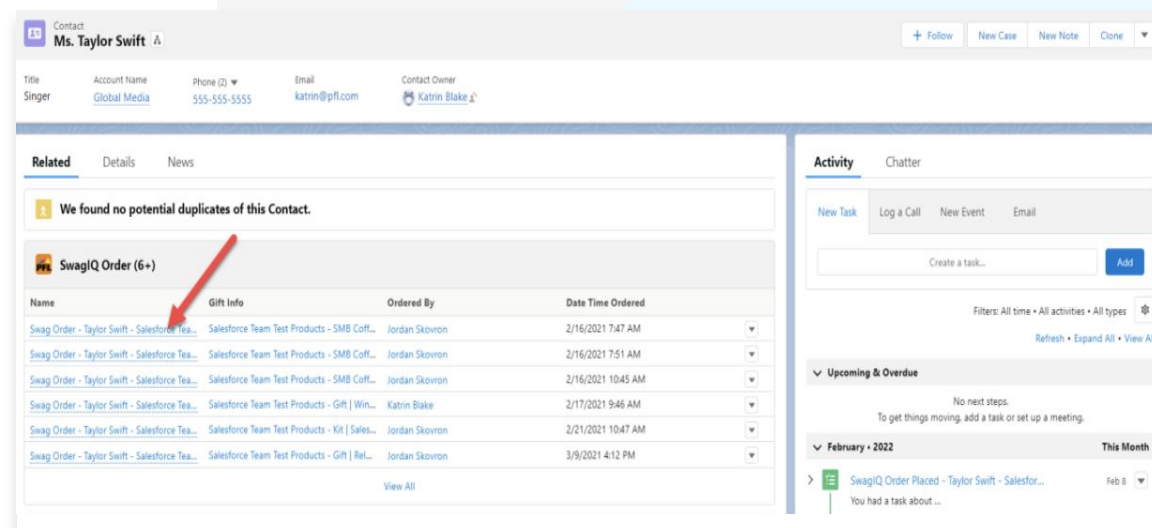 Contact
Ms. Taylor Swift
+ Follow New Case New Note Clone
Title Account Name Phone (2) Email Contact Owner
Singer Global Media 555-555-5555 katrin@pfl.com Katrin Blake
Related Details News
We found no potential duplicates of this Contact.
PFL SwagIQ Order (6+)
Name Gift Info Ordered By Date Time Ordered
Swag Order - Taylor Swift - Salesforce Tea... Salesforce Team Test Products - SMB Coff... Jordan Skovron 2/16/2021 7:47 AM
Swag Order - Taylor Swift - Salesforce Tea... Salesforce Team Test Products - SMB Coff... Jordan Skovron 2/16/2021 7:51 AM
Swag Order - Taylor Swift - Salesforce Tea... Salesforce Team Test Products - SMB Coff... Jordan Skovron 2/16/2021 10:45 AM
Swag Order - Taylor Swift - Salesforce Tea... Salesforce Team Test Products - Gift | Win... Katrin Blake 2/17/2021 9:46 AM
Swag Order - Taylor Swift - Salesforce Tea... Salesforce Team Test Products - Kit | Sales... Jordan Skovron 2/21/2021 10:47 AM
Swag Order - Taylor Swift - Salesforce Tea... Salesforce Team Test Products - Gift | Rel... Jordan Skovron 3/9/2021 4:12 PM
View All
Activity Chatter
New Task Log a Call New Event Email
Create a task... Add
Filters: All time • All activities • All types
Refresh • Expand All • View Al
Upcoming & Overdue
No next steps.
To get things moving, add a task or set up a meeting.
February • 2022 This Month
SwagIQ Order Placed - Taylor Swift - Salesfor... Feb 8
You had a task about ...